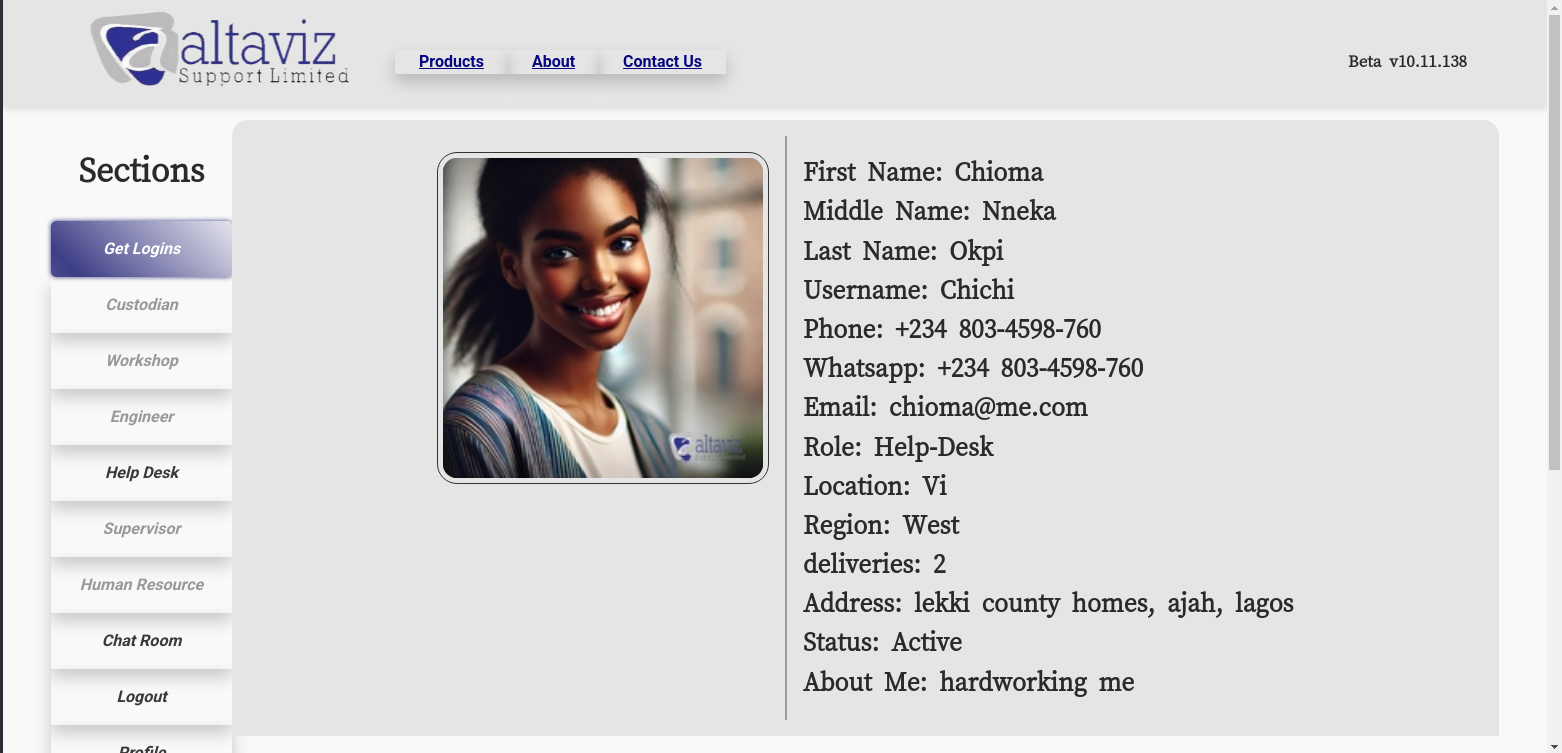 altaviz
Support Limited
Products
About
Contact Us
Beta v10.11.138
Sections
Get Logins
Custodian
Workshop
Engineer
Help Desk
Supervisor
Human Resource
Chat Room
Logout
Profile
altaviz
First Name: Chioma
Middle Name: Nneka
Last Name: Okpi
Username: Chichi
Phone: +234 803-4598-760
Whatsapp: +234 803-4598-760
Email: chioma@me.com
Role: Help-Desk
Location: Vi
Region: West
deliveries: 2
Address: lekki county homes, ajah, lagos
Status: Active
About Me: hardworking me